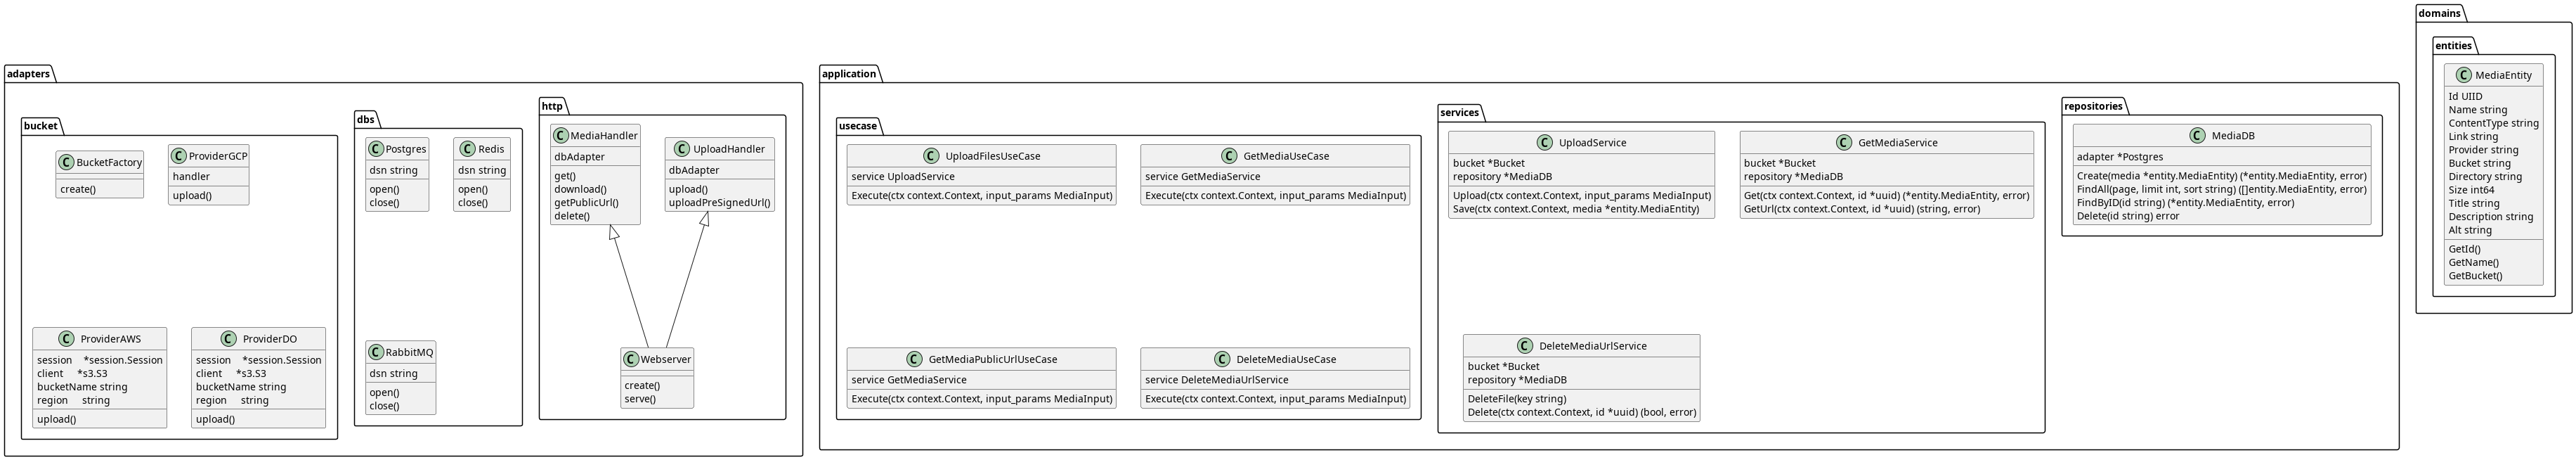 adapters
bucket
C BucketFactory
create()
C ProviderGCP
handler
upload()
C ProviderAWS
session *session.Session
client *s3.S3
bucketName string
region string
upload()
C ProviderDO
session *session.Session
client *s3.S3
bucketName string
region string
upload()
dbs
C Postgres
dsn string
open()
close()
C Redis
dsn string
open()
close()
C RabbitMQ
dsn string
open()
close()
http
C MediaHandler
dbAdapter
get()
download()
getPublicUrl()
delete()
C UploadHandler
dbAdapter
upload()
uploadPreSignedUrl()
C Webserver
create()
serve()
application
usecase
C UploadFilesUseCase
service UploadService
Execute(ctx context.Context, input_params MediaInput)
C GetMediaUseCase
service GetMediaService
Execute(ctx context.Context, input_params MediaInput)
C GetMediaPublicUrlUseCase
service GetMediaService
Execute(ctx context.Context, input_params MediaInput)
C DeleteMediaUseCase
service DeleteMediaUrlService
Execute(ctx context.Context, input_params MediaInput)
services
C UploadService
bucket *Bucket
repository *MediaDB
Upload(ctx context.Context, input_params MediaInput)
Save(ctx context.Context, media *entity.MediaEntity)
C GetMediaService
bucket *Bucket
repository *MediaDB
Get(ctx context.Context, id *uuid) (*entity.MediaEntity, error)
GetUrl(ctx context.Context, id *uuid) (string, error)
C DeleteMediaUrlService
bucket *Bucket
repository *MediaDB
DeleteFile(key string)
Delete(ctx context.Context, id *uuid) (bool, error)
repositories
C MediaDB
adapter *Postgres
Create(media *entity.MediaEntity) (*entity.MediaEntity, error)
FindAll(page, limit int, sort string) ([]entity.MediaEntity, error)
FindByID(id string) (*entity.MediaEntity, error)
Delete(id string) error
domains
entities
C MediaEntity
Id UIID
Name string
ContentType string
Link string
Provider string
Bucket string
Directory string
Size int64
Title string
Description string
Alt string
GetId()
GetName()
GetBucket()